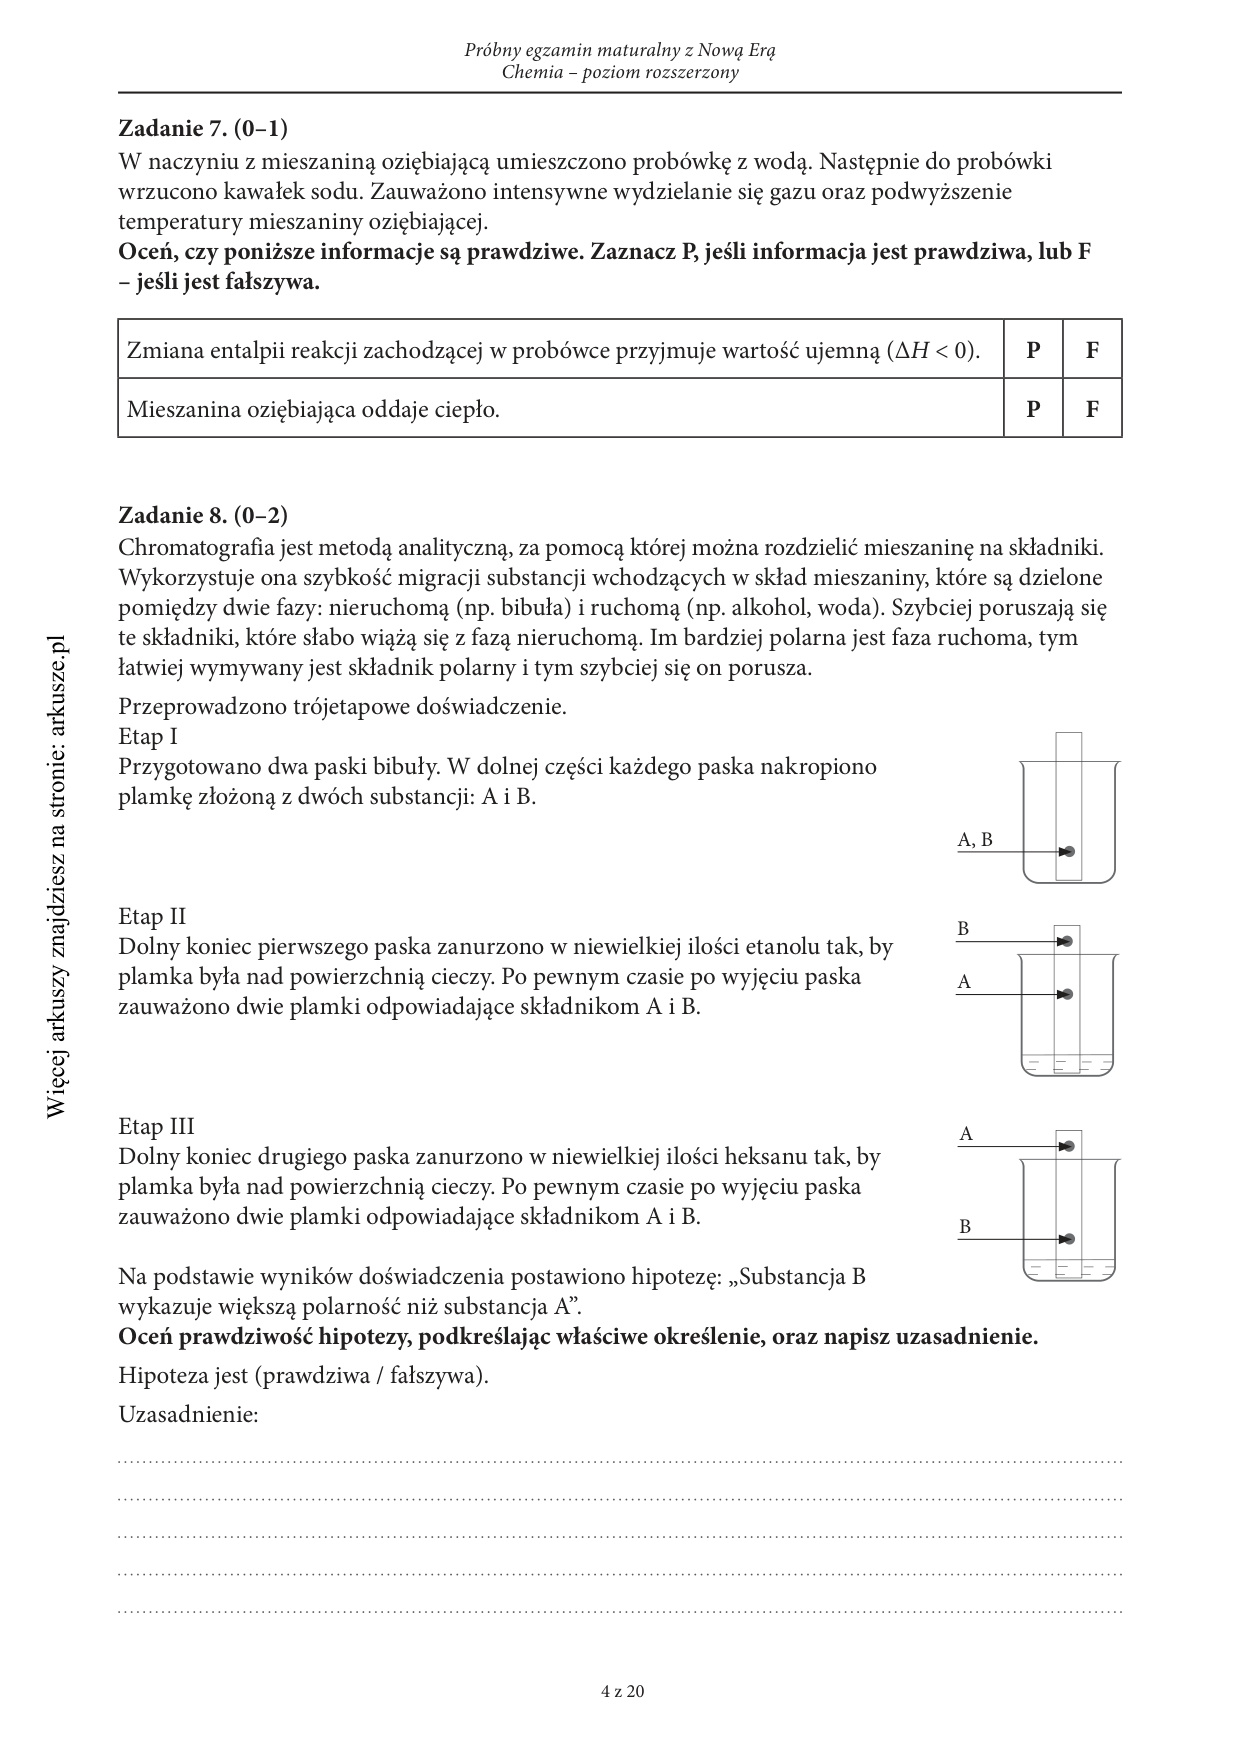 Próbny egzamin maturalny z Nową Erą
Chemia – poziom rozszerzony
Zadanie 7. (0–1)
W naczyniu z mieszaniną oziębiającą umieszczono probówkę z wodą. Następnie do probówki
wrzucono kawałek sodu. Zauważono intensywne wydzielanie się gazu oraz podwyższenie
temperatury mieszaniny oziębiającej.
Oceń, czy poniższe informacje są prawdziwe. Zaznacz P, jeśli informacja jest prawdziwa, lub F
– jeśli jest fałszywa.
Zmiana entalpii reakcji zachodzącej w probówce przyjmuje wartość ujemną (ΔH < 0). P F
Mieszanina oziębiająca oddaje ciepło. P F
Zadanie 8. (0–2)
Chromatografia jest metodą analityczną, za pomocą której można rozdzielić mieszaninę na składniki.
Wykorzystuje ona szybkość migracji substancji wchodzących w skład mieszaniny, które są dzielone
pomiędzy dwie fazy: nieruchomą (np. bibuła) i ruchomą (np. alkohol, woda). Szybciej poruszają się
te składniki, które słabo wiążą się z fazą nieruchomą. Im bardziej polarna jest faza ruchoma, tym
łatwiej wymywany jest składnik polarny i tym szybciej się on porusza.
Przeprowadzono trójetapowe doświadczenie.
Etap I
Przygotowano dwa paski bibuły. W dolnej części każdego paska nakropiono
plamkę złożoną z dwóch substancji: A i B.
A, B
Etap II
Dolny koniec pierwszego paska zanurzono w niewielkiej ilości etanolu tak, by
plamka była nad powierzchnią cieczy. Po pewnym czasie po wyjęciu paska
zauważono dwie plamki odpowiadające składnikom A i B.
B
A
Etap III
Dolny koniec drugiego paska zanurzono w niewielkiej ilości heksanu tak, by
plamka była nad powierzchnią cieczy. Po pewnym czasie po wyjęciu paska
zauważono dwie plamki odpowiadające składnikom A i B.
A
B
Na podstawie wyników doświadczenia postawiono hipotezę: „Substancja B
wykazuje większą polarność niż substancja A”.
Oceń prawdziwość hipotezy, podkreślając właściwe określenie, oraz napisz uzasadnienie.
Hipoteza jest (prawdziwa / fałszywa).
Uzasadnienie:
4 z 20
Więcej arkuszy znajdziesz na stronie: arkusze.pl